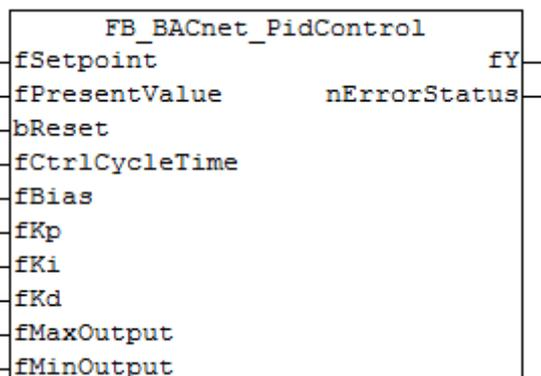 FB_BACnet_PidControl
fSetpoint fY
fPresentValue nErrorStatus
bReset
fCtrlCycleTime
fBias
fKp
fKi
fKd
fMaxOutput
fMinOutput